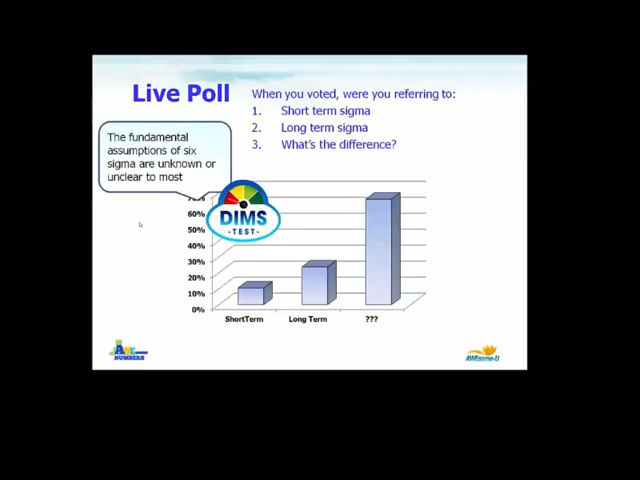 Live Poll
When you voted, were you referring to:
1. Short term sigma
2. Long term sigma
3. What's the difference?
The fundamental
assumptions of six
sigma are unknown or
unclear to most
DIMS
-TEST-
60%
50%
40%
30%
20%
10%
0%
ShortTerm
Long Term
???
NUMBERS
AWEsome-U